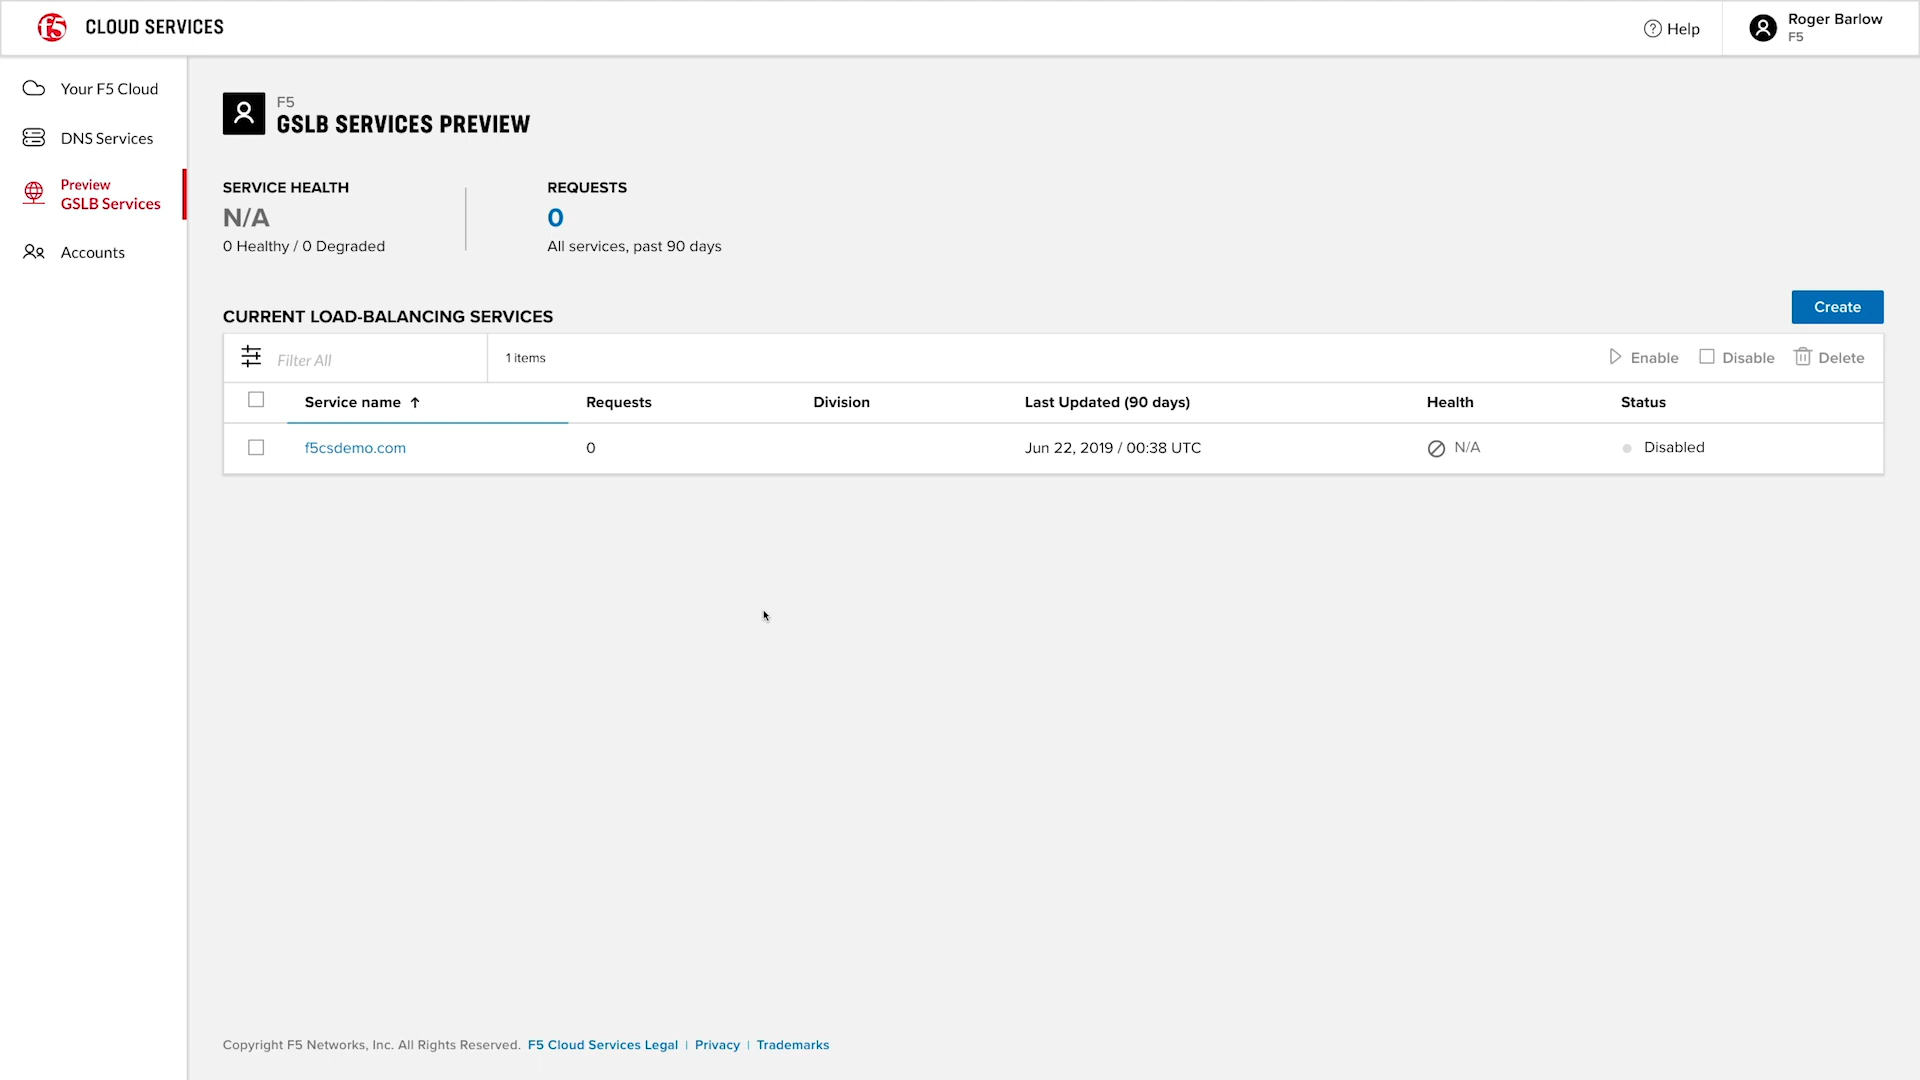 f5 CLOUD SERVICES
Help
Roger Barlow
F5
Your F5 Cloud
DNS Services
Preview
GSLB Services
Accounts
F5
GSLB SERVICES PREVIEW
SERVICE HEALTH
N/A
0 Healthy / 0 Degraded
REQUESTS
0
All services, past 90 days
CURRENT LOAD-BALANCING SERVICES
Create
Filter All
1 items
Enable
Disable
Delete
Service name ↑ Requests Division Last Updated (90 days) Health Status
f5csdemo.com 0 Jun 22, 2019 / 00:38 UTC N/A Disabled
Copyright F5 Networks, Inc. All Rights Reserved. F5 Cloud Services Legal | Privacy | Trademarks